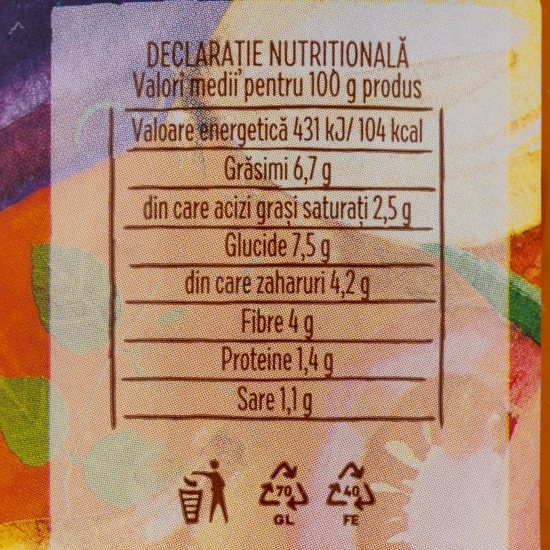 DECLARAȚIE NUTRITIONALĂ
Valori medii pentru 100 g produs
Valoare energetică 431 kJ/ 104 kcal
Grăsimi 6,7 g
din care acizi grași saturați 2,5 g
Glucide 7,5 g
din care zaharuri 4,2 g
Fibre 4 g
Proteine 1,4 g
Sare 1,1 g
70 40
GL FE